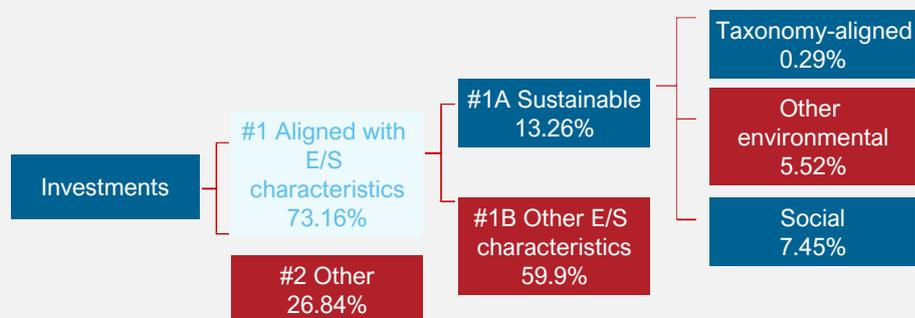 Investments
#1 Aligned with
E/S
characteristics
73.16%
#2 Other
26.84%
#1A Sustainable
13.26%
#1B Other E/S
characteristics
59.9%
Taxonomy-aligned
0.29%
Other
environmental
5.52%
Social
7.45%